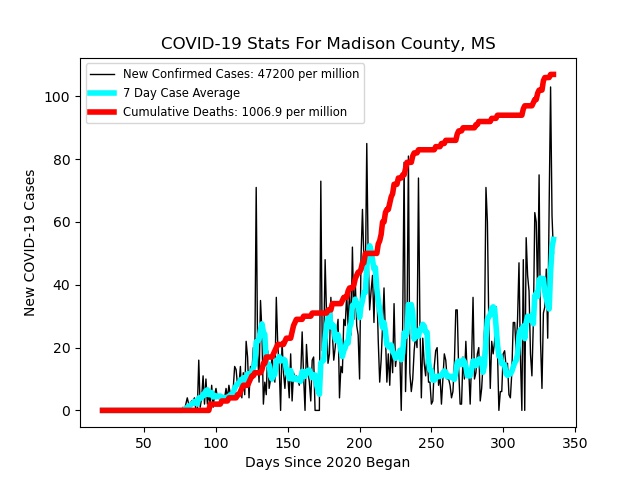 COVID-19 Stats For Madison County, MS
New Confirmed Cases: 47200 per million
7 Day Case Average
Cumulative Deaths: 1006.9 per million
New COVID-19 Cases
100
80
60
40
20
0
50
100
150
200
250
300
350
Days Since 2020 Began